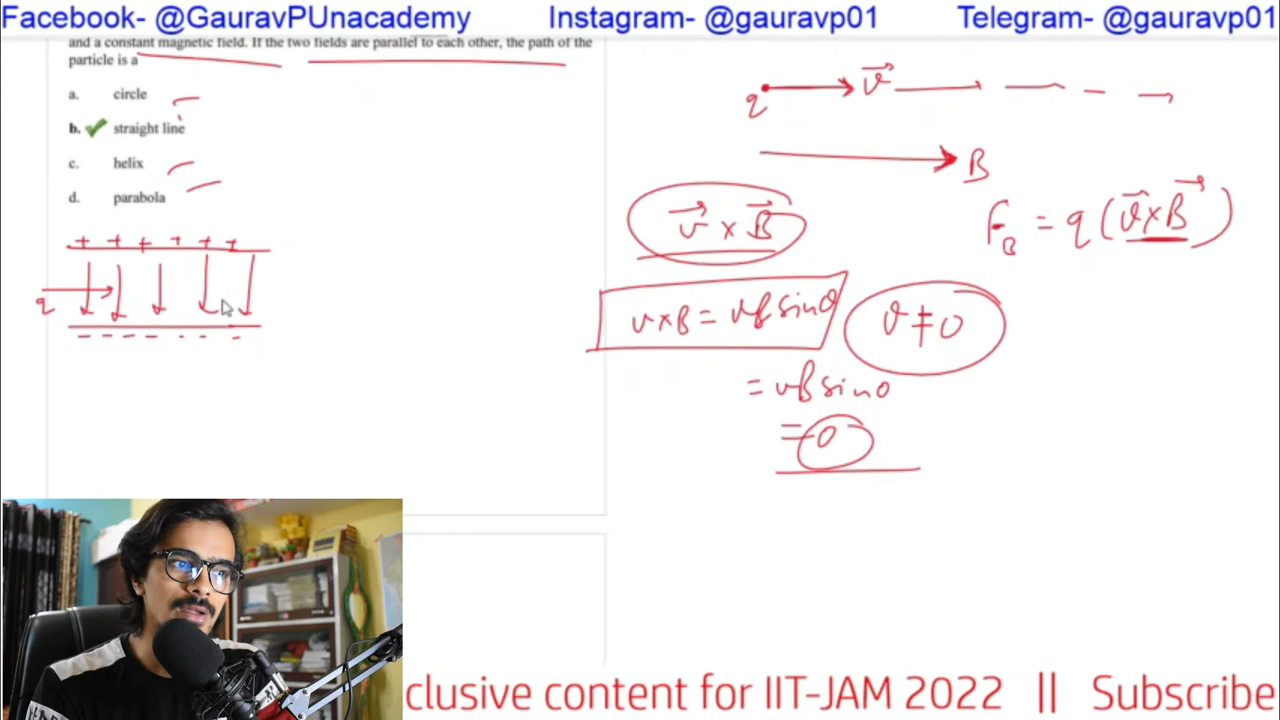 Facebook- @GauravPUnacademy Instagram- @gauravp01 Telegram- @gauravp01
and a constant magnetic field. If the two fields are parallel to each other, the path of the
particle is a
a. circle
b. straight line
c. helix
d. parabola
+ + + + + +
q
- - - - - - -
q v⃗
B
v⃗ × B⃗
F_B = q (v⃗ × B⃗)
v×B = vB sinθ
v ≠ 0
= vB sin0
= 0
clusive content for IIT-JAM 2022 || Subscribe